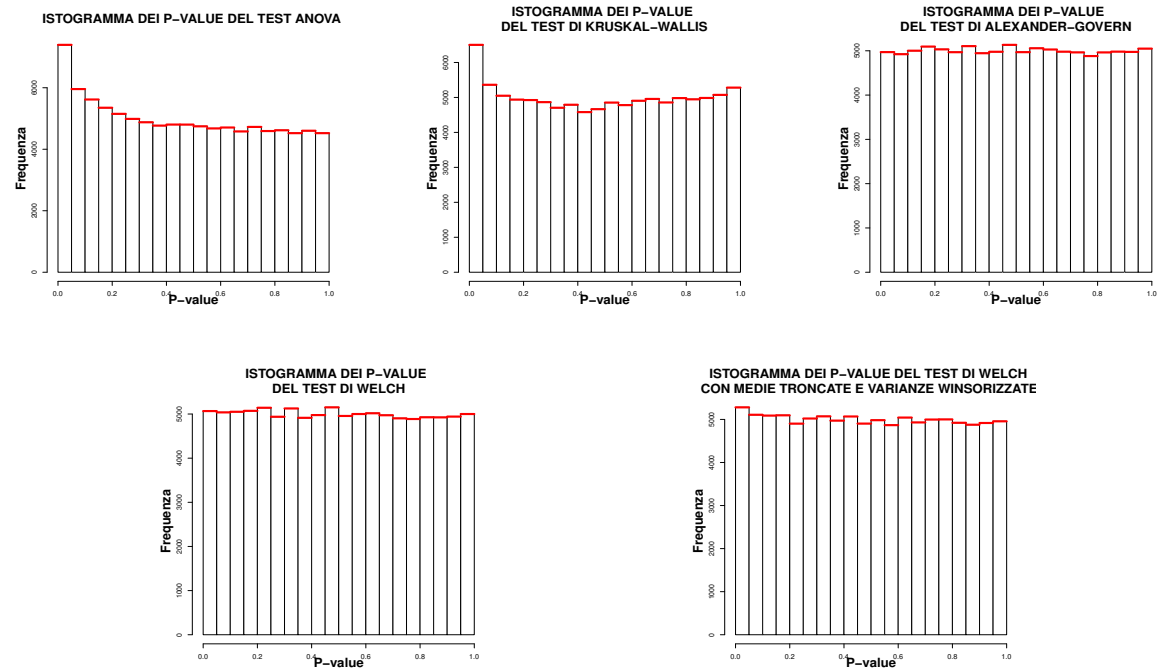 ISTOGRAMMA DEI P−VALUE DEL TEST ANOVA
Frequenza
0
2000
4000
6000
0.0 0.2 0.4 0.6 0.8 1.0
P−value
ISTOGRAMMA DEI P−VALUE
DEL TEST DI KRUSKAL−WALLIS
Frequenza
0
1000
2000
3000
4000
5000
6000
0.0 0.2 0.4 0.6 0.8 1.0
P−value
ISTOGRAMMA DEI P−VALUE
DEL TEST DI ALEXANDER−GOVERN
Frequenza
0
1000
2000
3000
4000
5000
0.0 0.2 0.4 0.6 0.8 1.0
P−value
ISTOGRAMMA DEI P−VALUE
DEL TEST DI WELCH
Frequenza
0
1000
2000
3000
4000
5000
0.0 0.2 0.4 0.6 0.8 1.0
P−value
ISTOGRAMMA DEI P−VALUE DEL TEST DI WELCH
CON MEDIE TRONCATE E VARIANZE WINSORIZZATE
Frequenza
0
1000
2000
3000
4000
5000
0.0 0.2 0.4 0.6 0.8 1.0
P−value